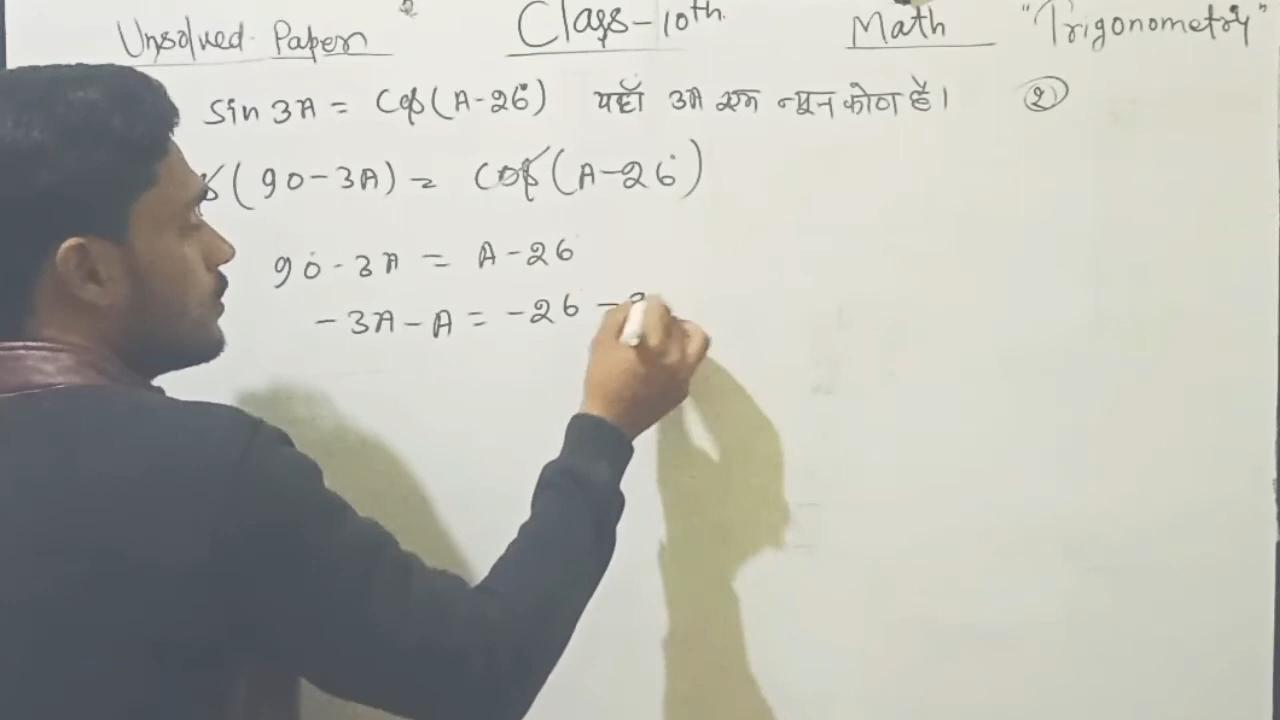 Unsolved Paper Class-10th. Math "Trigonometry"
sin 3A = Cos(A-26°) यहाँ 3A एक न्यून कोण है। (2)
(90-3A) = Cos(A-26°)
90°-3A = A-26°
-3A-A = -26 -